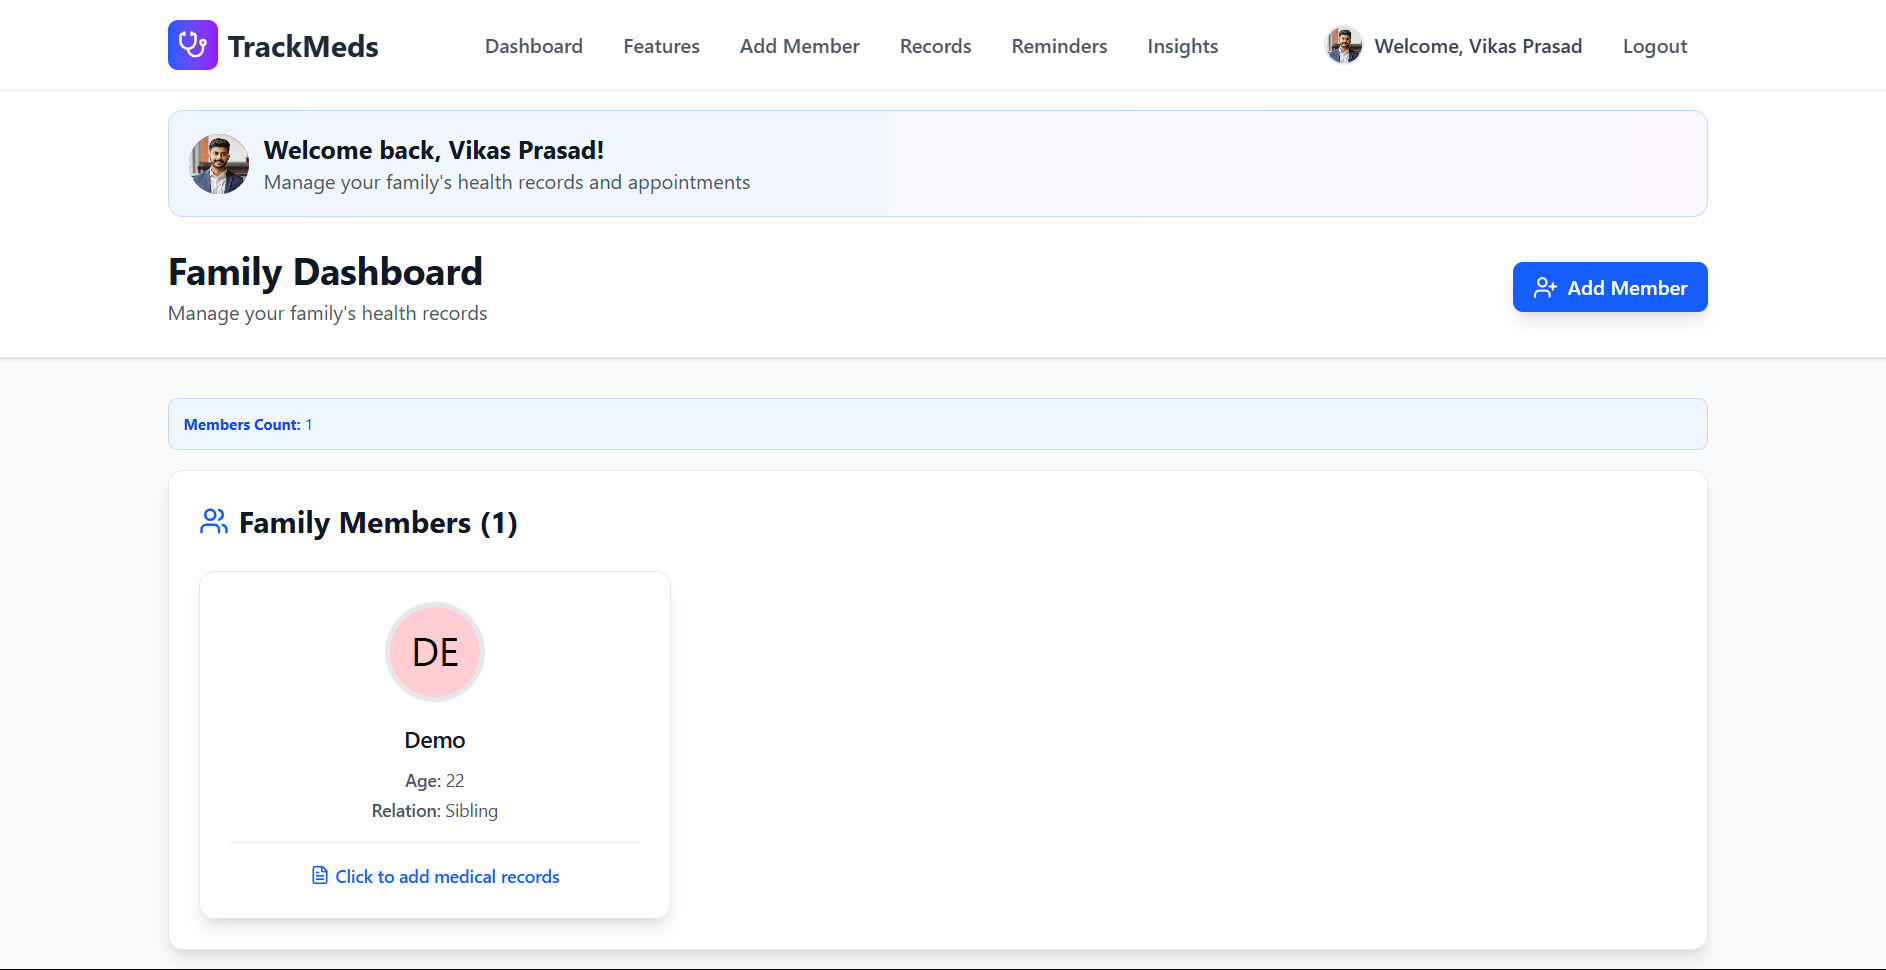 TrackMeds
Dashboard Features Add Member Records Reminders Insights
Welcome, Vikas Prasad
Logout
Welcome back, Vikas Prasad!
Manage your family's health records and appointments
Family Dashboard
Manage your family's health records
Add Member
Members Count: 1
Family Members (1)
DE
Demo
Age: 22
Relation: Sibling
Click to add medical records